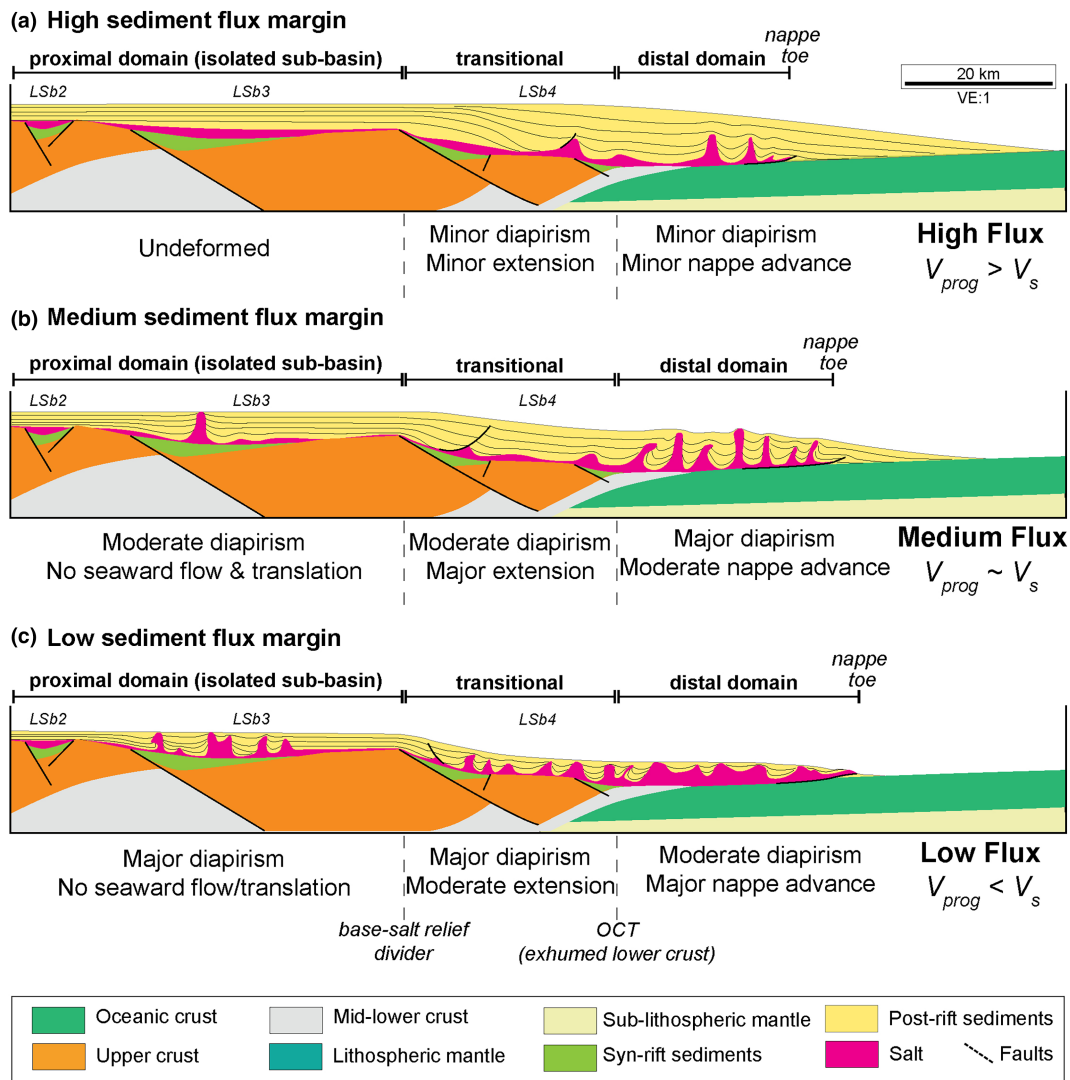 (a) High sediment flux margin
proximal domain (isolated sub-basin)
transitional
distal domain
nappe
toe
LSb2
LSb3
LSb4
20 km
VE:1
Undeformed
Minor diapirism
Minor extension
Minor diapirism
Minor nappe advance
High Flux
Vprog > Vs
(b) Medium sediment flux margin
proximal domain (isolated sub-basin)
transitional
distal domain
nappe
toe
LSb2
LSb3
LSb4
Moderate diapirism
No seaward flow & translation
Moderate diapirism
Major extension
Major diapirism
Moderate nappe advance
Medium Flux
Vprog ~ Vs
(c) Low sediment flux margin
proximal domain (isolated sub-basin)
transitional
distal domain
nappe
toe
LSb2
LSb3
LSb4
Major diapirism
No seaward flow/translation
Major diapirism
Moderate extension
Moderate diapirism
Major nappe advance
Low Flux
Vprog < Vs
base-salt relief
divider
OCT
(exhumed lower crust)
Oceanic crust
Mid-lower crust
Sub-lithospheric mantle
Post-rift sediments
Upper crust
Lithospheric mantle
Syn-rift sediments
Salt
Faults